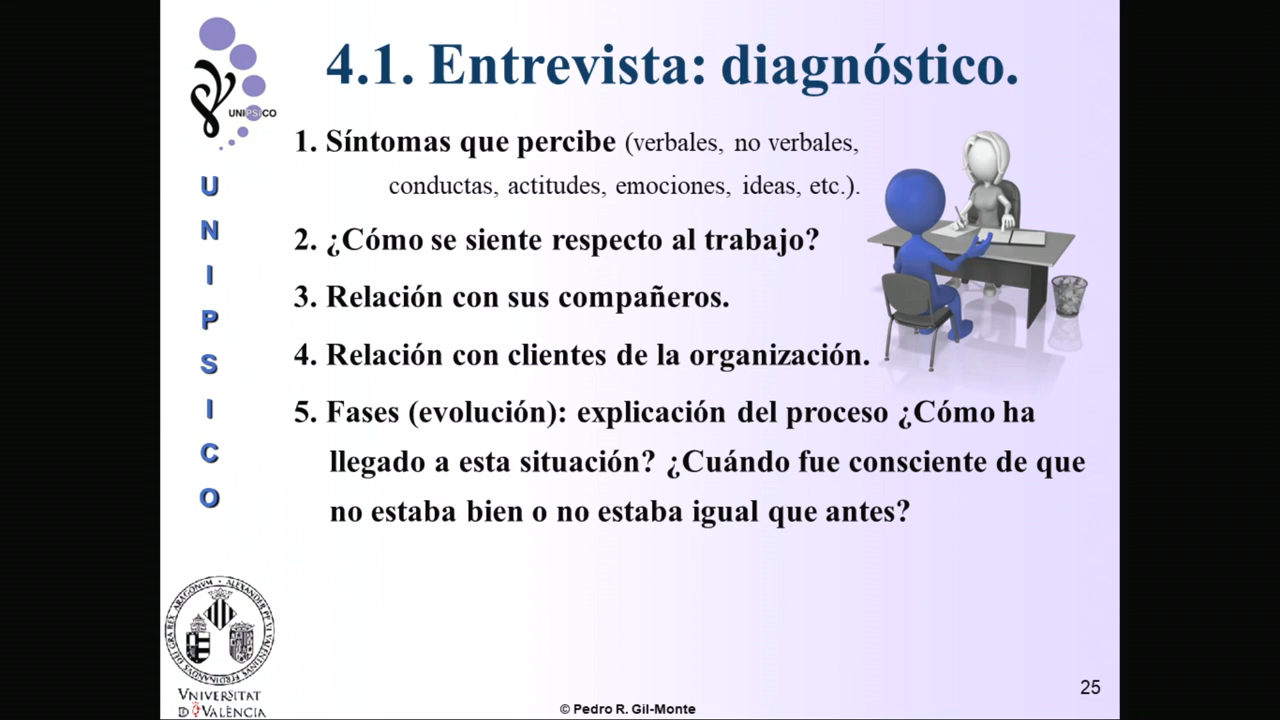 4.1. Entrevista: diagnóstico.
UNIPSICO
1. Síntomas que percibe (verbales, no verbales,
conductas, actitudes, emociones, ideas, etc.).
2. ¿Cómo se siente respecto al trabajo?
3. Relación con sus compañeros.
4. Relación con clientes de la organización.
5. Fases (evolución): explicación del proceso ¿Cómo ha
llegado a esta situación? ¿Cuándo fue consciente de que
no estaba bien o no estaba igual que antes?
U
N
I
P
S
I
C
O
VNIVERSITAT
D VALÈNCIA
© Pedro R. Gil-Monte
25